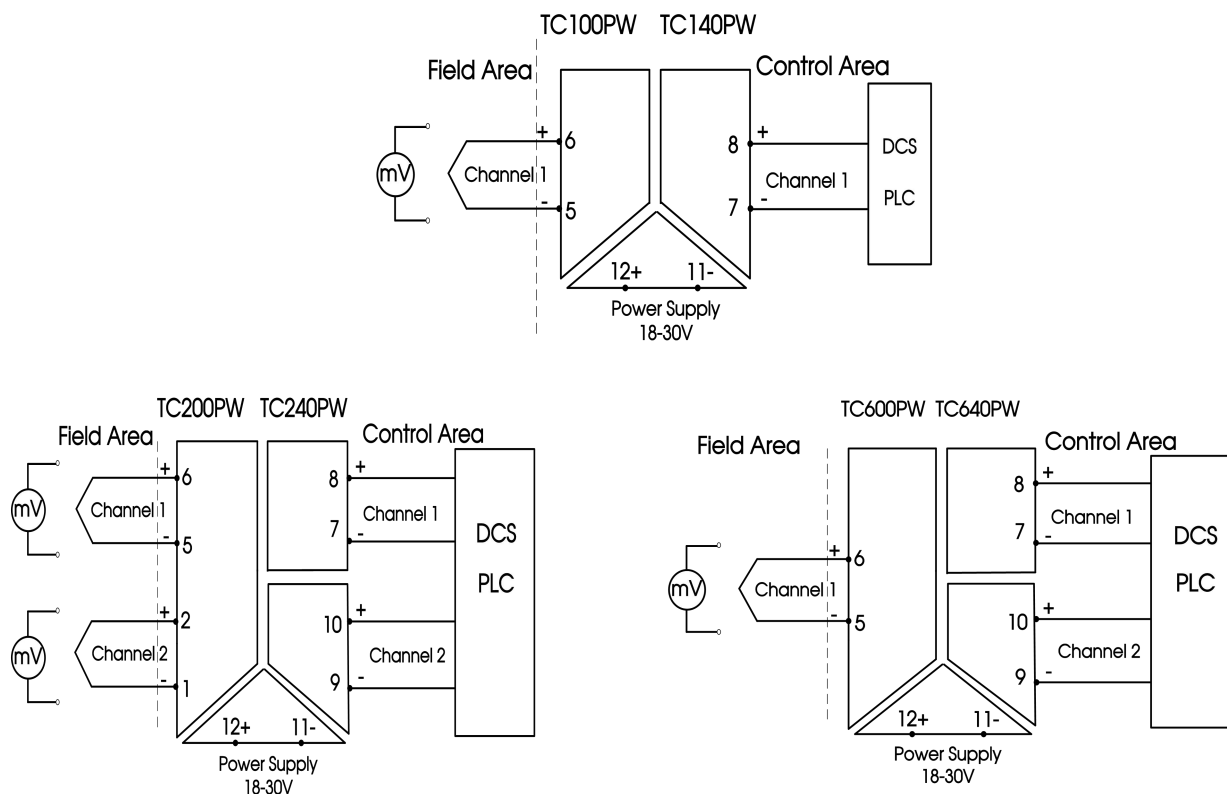 TC100PW TC140PW
Field Area
Control Area
mV
+
Channel 1
-
6
5
8
7
+
Channel 1
-
DCS
PLC
12+ 11-
Power Supply
18-30V
TC200PW TC240PW
Field Area
Control Area
mV
+
Channel 1
-
6
5
8
7
+
Channel 1
-
mV
+
Channel 2
-
2
1
10
9
+
Channel 2
-
DCS
PLC
12+ 11-
Power Supply
18-30V
TC600PW TC640PW
Field Area
Control Area
mV
+
Channel 1
-
6
5
8
7
+
Channel 1
-
10
9
+
Channel 2
-
DCS
PLC
12+ 11-
Power Supply
18-30V